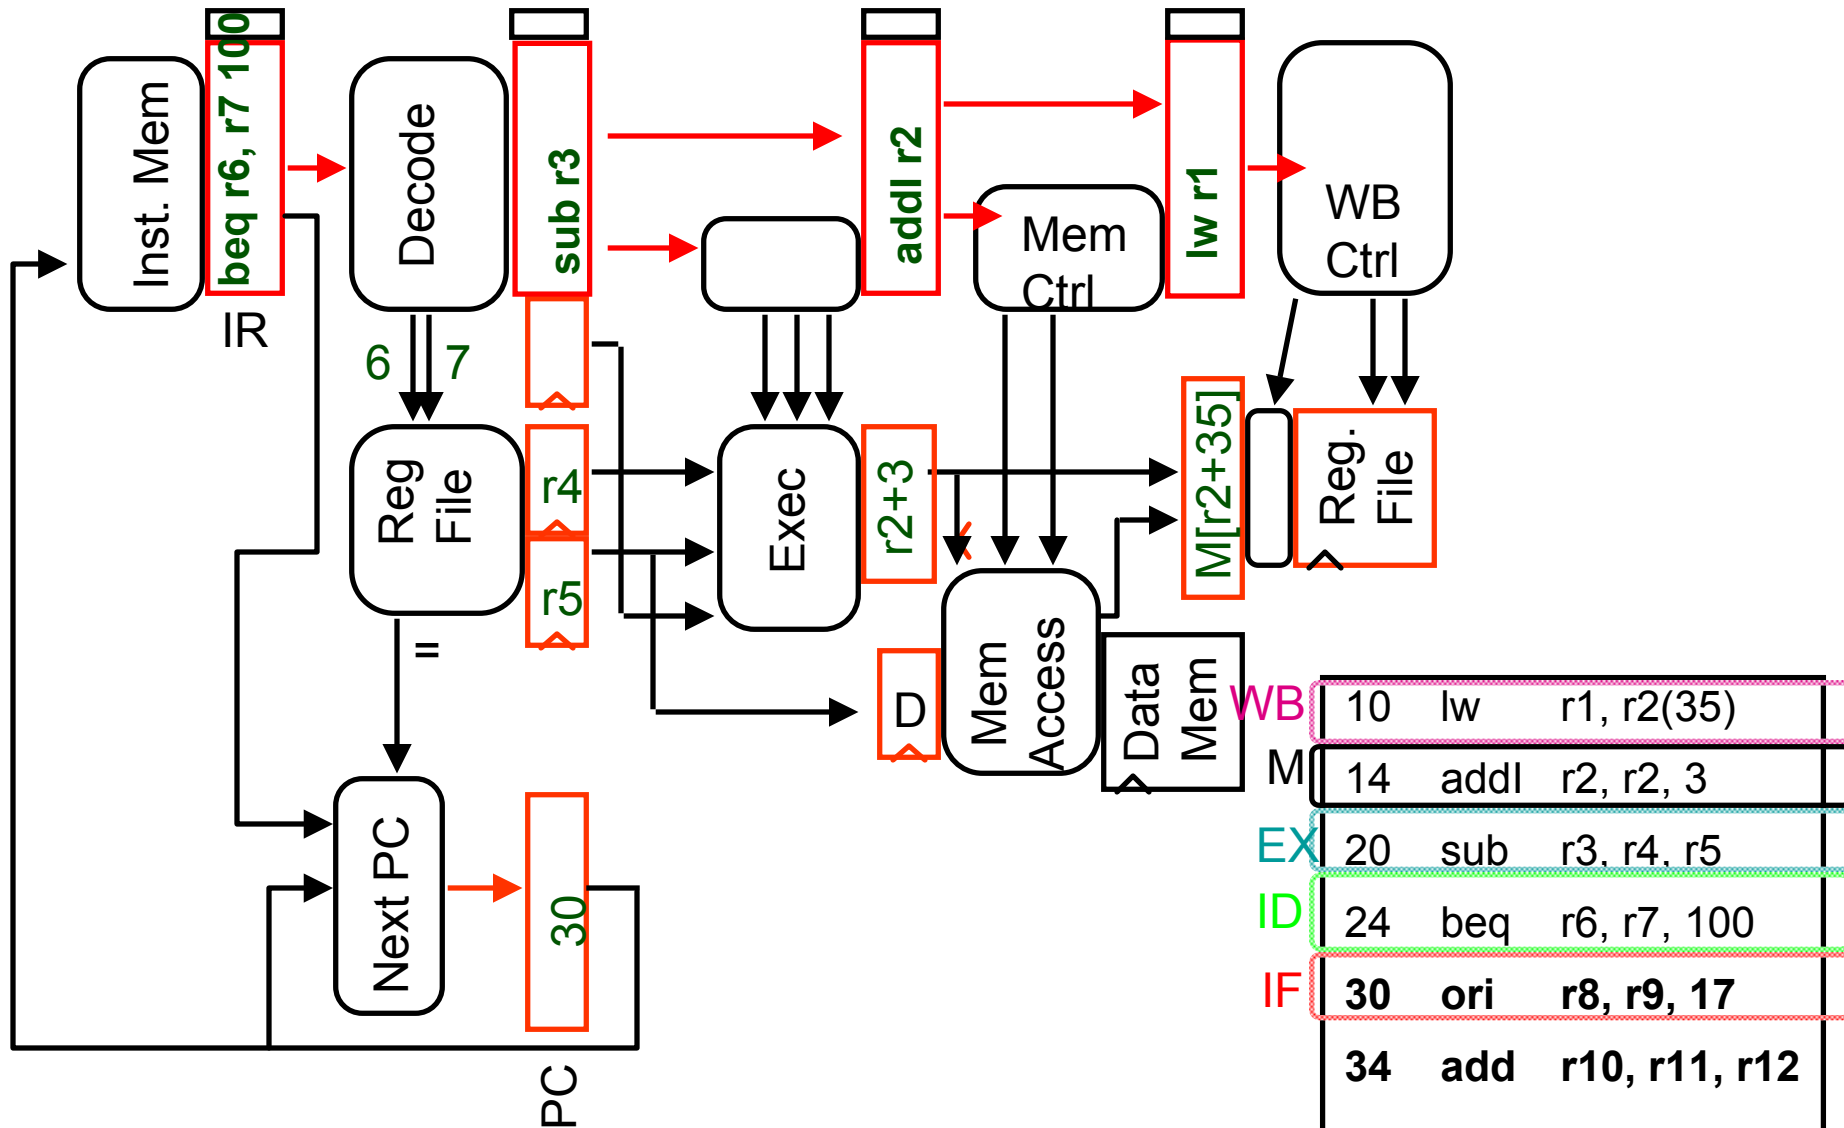 Inst. Mem
beq r6, r7 100
IR
Decode
6 7
sub r3
addI r2
Mem
Ctrl
lw r1
WB
Ctrl
Reg
File
r4
r5
Exec
r2+3
M[r2+35]
Reg.
File
=
D
Mem
Access
Data
Mem
Next PC
30
PC
WB 10 lw r1, r2(35)
M 14 addI r2, r2, 3
EX 20 sub r3, r4, r5
ID 24 beq r6, r7, 100
IF 30 ori r8, r9, 17
34 add r10, r11, r12